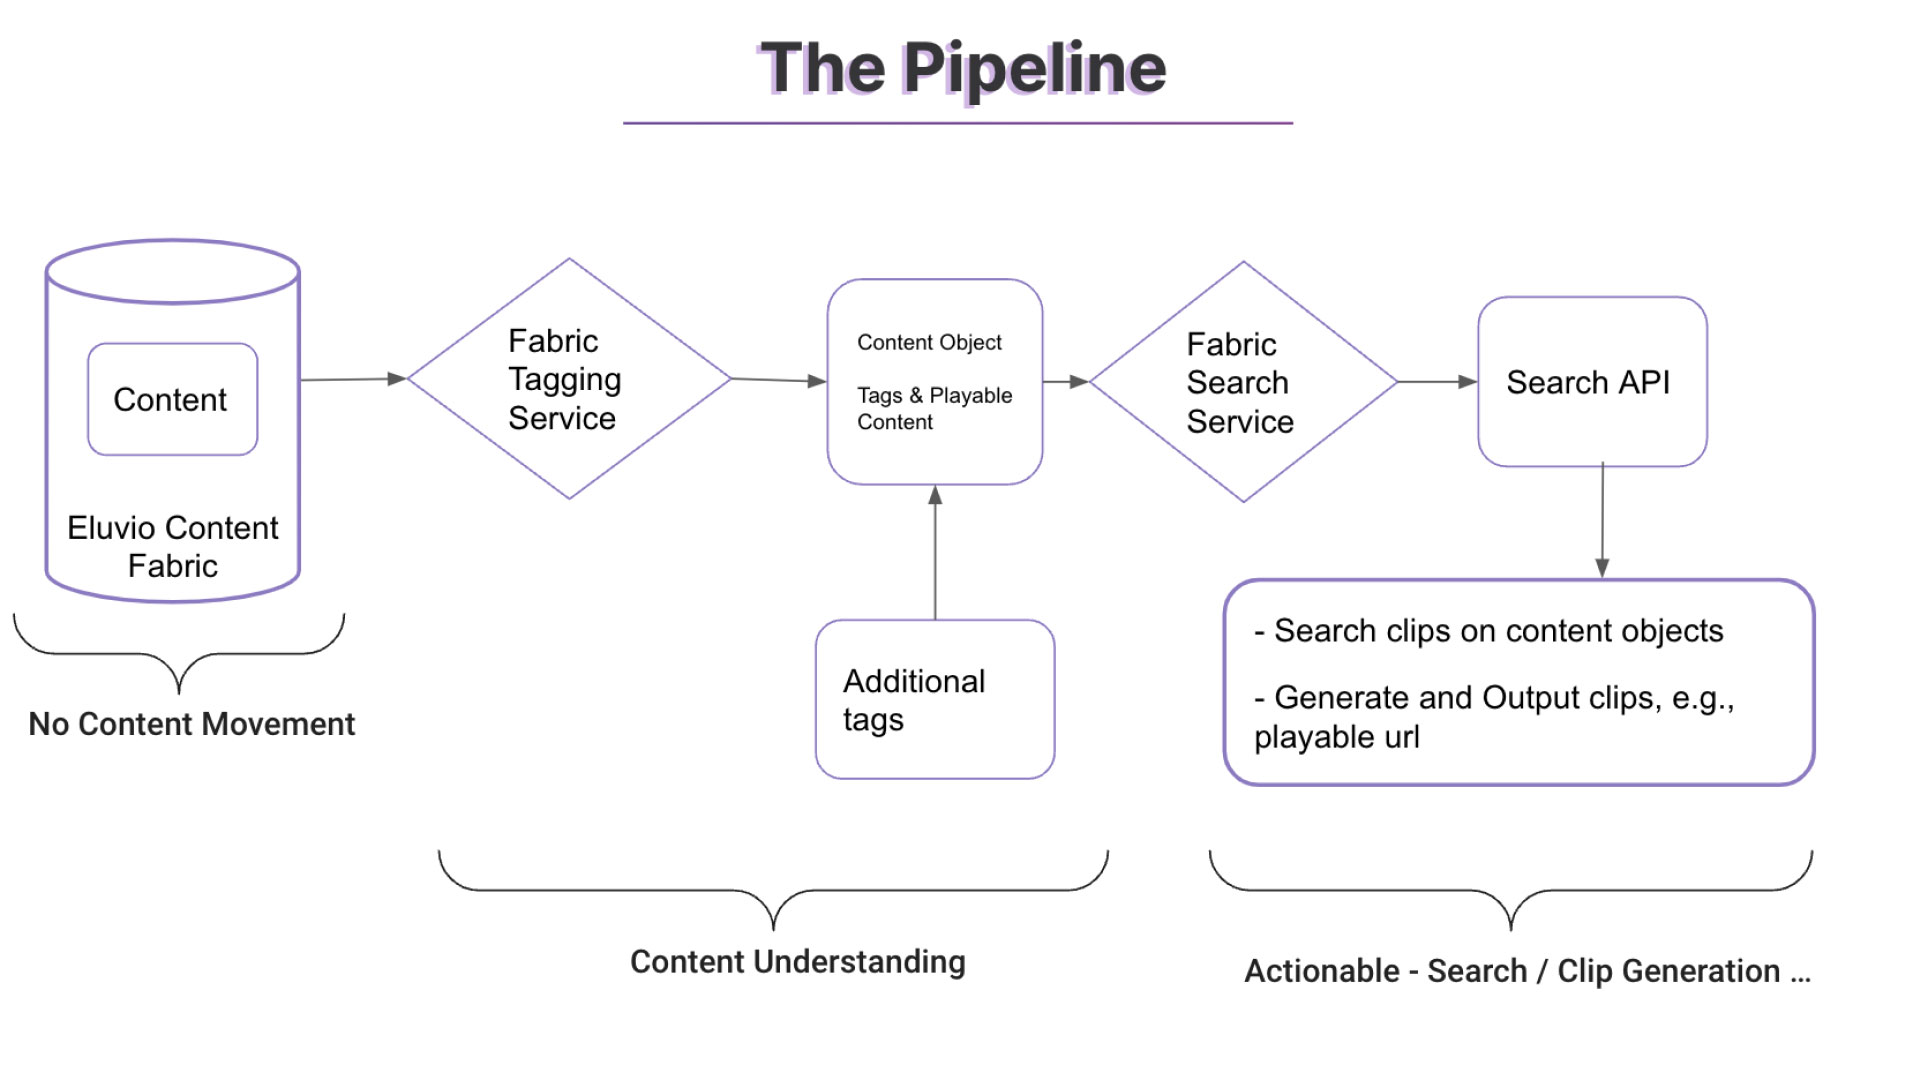 The Pipeline
Content
Eluvio Content
Fabric
No Content Movement
Fabric
Tagging
Service
Content Object
Tags & Playable
Content
Additional
tags
Content Understanding
Fabric
Search
Service
Search API
- Search clips on content objects
- Generate and Output clips, e.g.,
playable url
Actionable - Search / Clip Generation ...